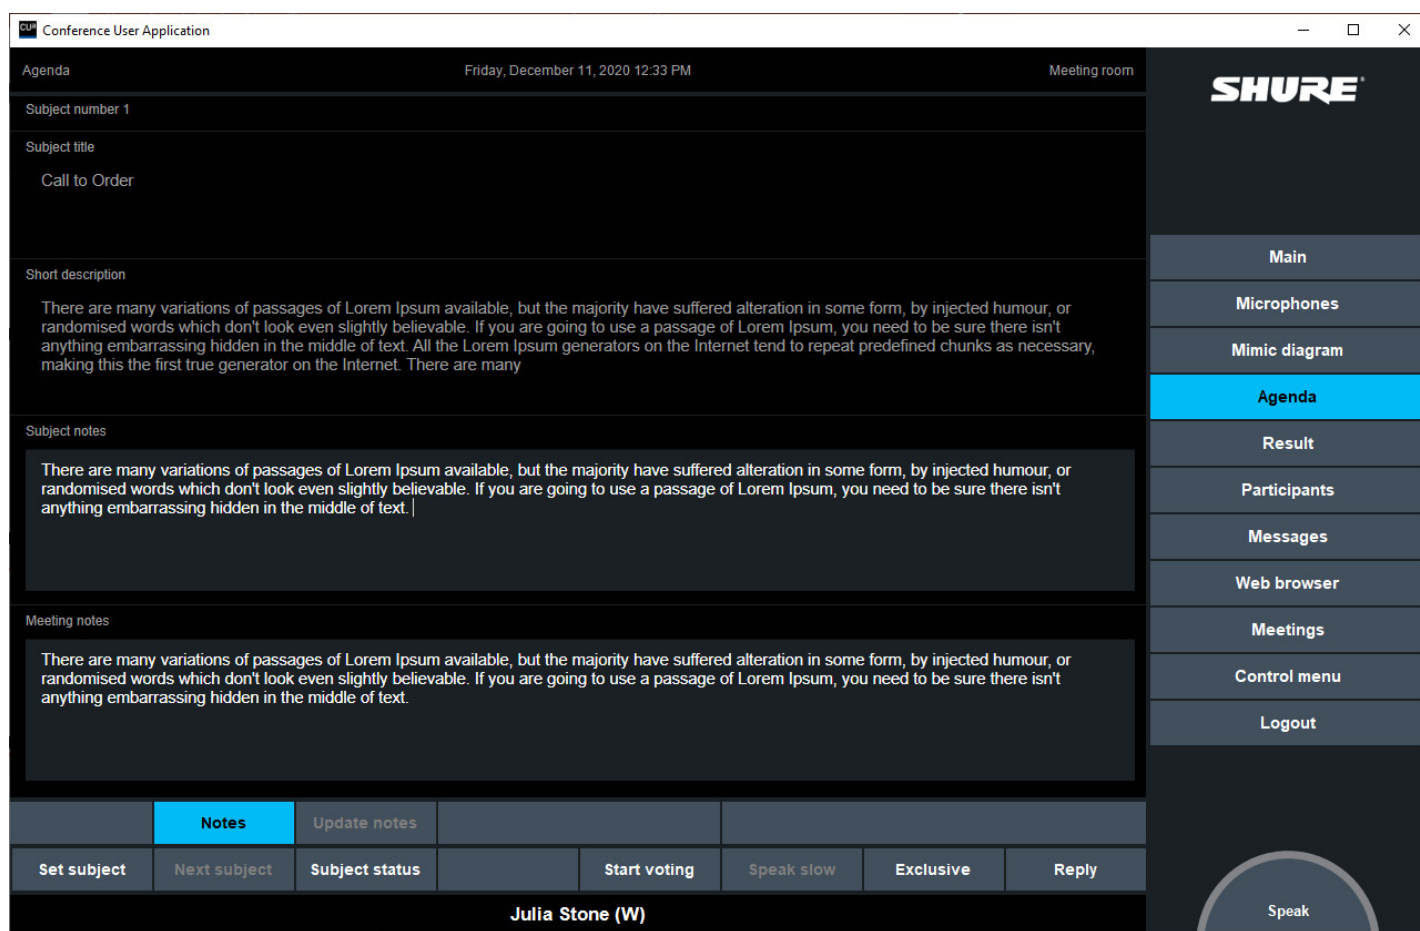 CU
Conference User Application
Agenda
Friday, December 11, 2020 12:33 PM
Meeting room
SHURE
Subject number 1
Subject title
Call to Order
Short description
There are many variations of passages of Lorem Ipsum available, but the majority have suffered alteration in some form, by injected humour, or
randomised words which don't look even slightly believable. If you are going to use a passage of Lorem Ipsum, you need to be sure there isn't
anything embarrassing hidden in the middle of text. All the Lorem Ipsum generators on the Internet tend to repeat predefined chunks as necessary,
making this the first true generator on the Internet. There are many
Subject notes
There are many variations of passages of Lorem Ipsum available, but the majority have suffered alteration in some form, by injected humour, or
randomised words which don't look even slightly believable. If you are going to use a passage of Lorem Ipsum, you need to be sure there isn't
anything embarrassing hidden in the middle of text.
Meeting notes
There are many variations of passages of Lorem Ipsum available, but the majority have suffered alteration in some form, by injected humour, or
randomised words which don't look even slightly believable. If you are going to use a passage of Lorem Ipsum, you need to be sure there isn't
anything embarrassing hidden in the middle of text.
Main
Microphones
Mimic diagram
Agenda
Result
Participants
Messages
Web browser
Meetings
Control menu
Logout
Notes
Update notes
Set subject
Next subject
Subject status
Start voting
Speak slow
Exclusive
Reply
Julia Stone (W)
Speak